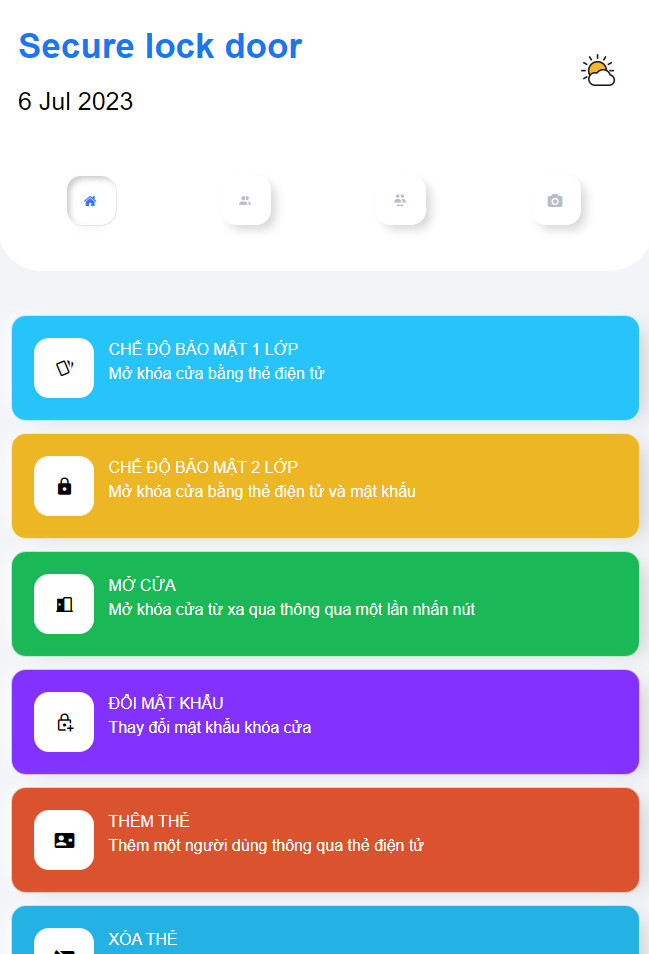 Secure lock door
6 Jul 2023
CHẾ ĐỘ BẢO MẬT 1 LỚP
Mở khóa cửa bằng thẻ điện tử
CHẾ ĐỘ BẢO MẬT 2 LỚP
Mở khóa cửa bằng thẻ điện tử và mật khẩu
MỞ CỬA
Mở khóa cửa từ xa qua thông qua một lần nhấn nút
ĐỔI MẬT KHẨU
Thay đổi mật khẩu khóa cửa
THÊM THẺ
Thêm một người dùng thông qua thẻ điện tử
XÓA THẺ